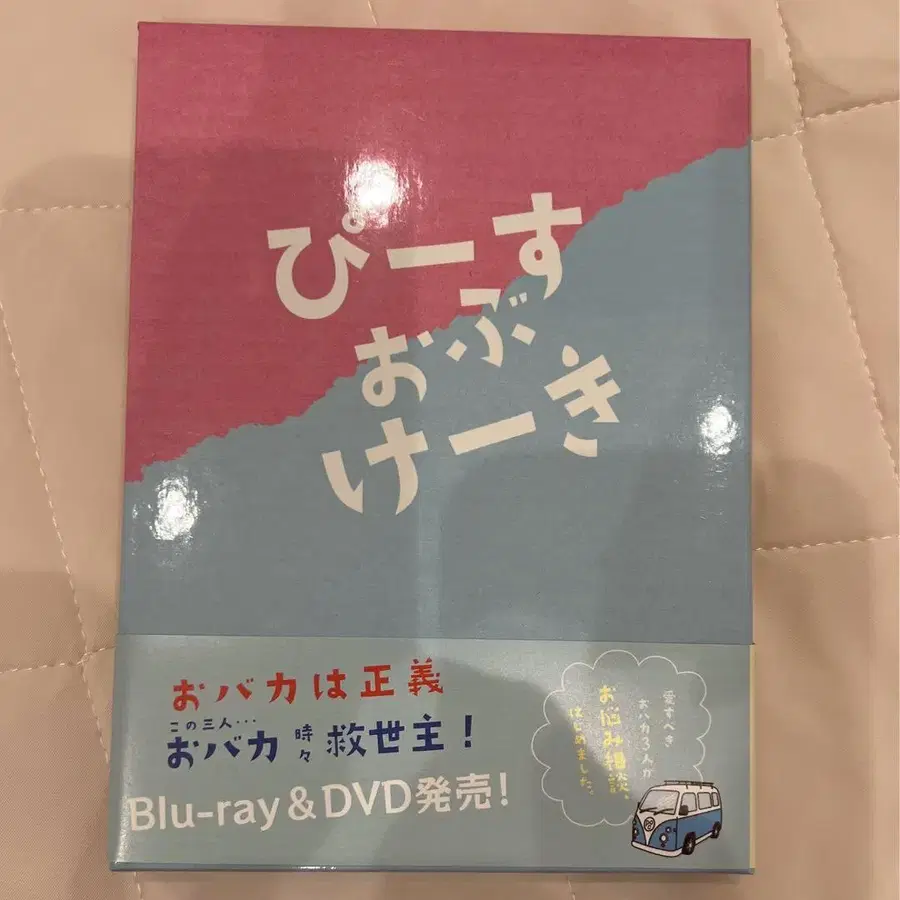 ぴーす
おぶ
けーき
おバカは正義
この三人…
おバカ時々救世主！
Blu-ray＆DVD発売！
愛すべき
おバカ3人が
お悩み相談、
はじめました。